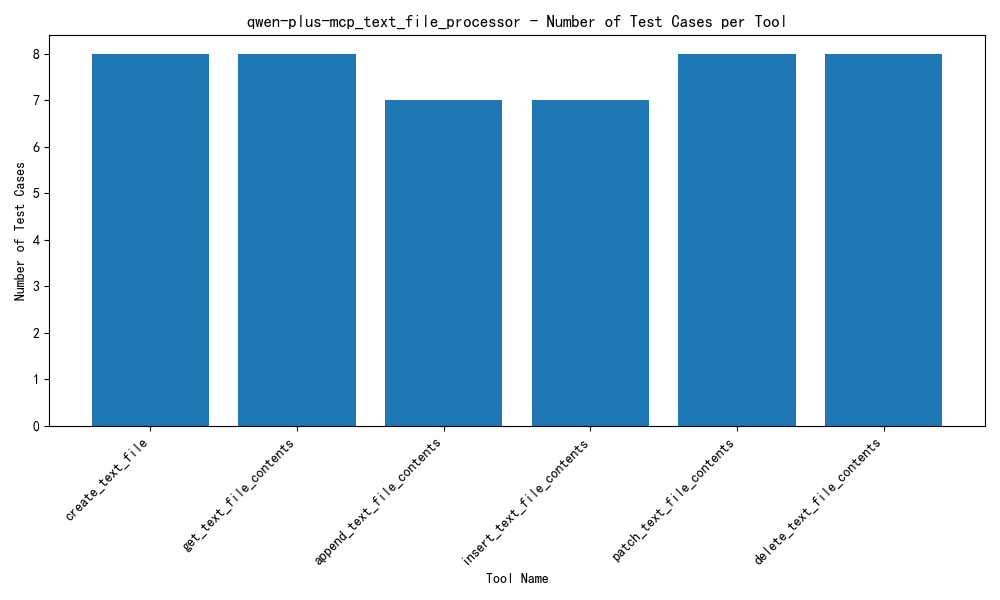 qwen-plus-mcp_text_file_processor - Number of Test Cases per Tool
Number of Test Cases
8
7
6
5
4
3
2
1
0
create_text_file
get_text_file_contents
append_text_file_contents
insert_text_file_contents
patch_text_file_contents
delete_text_file_contents
Tool Name